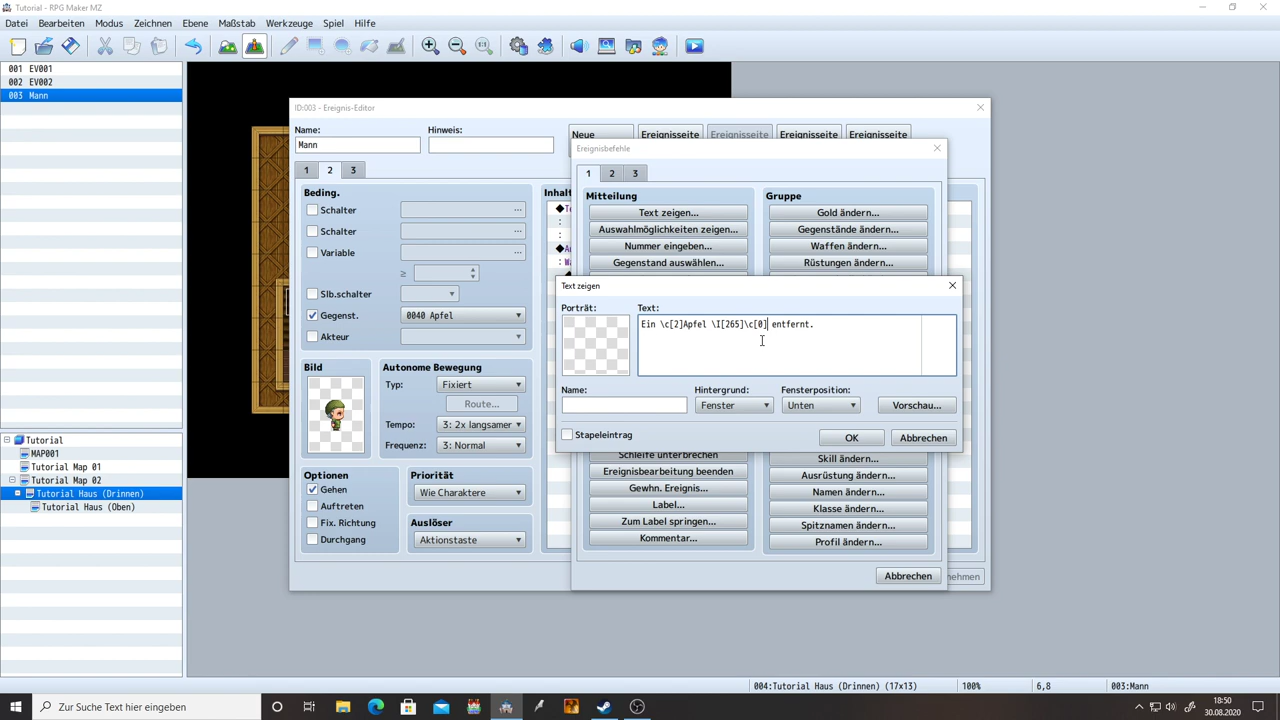 Tutorial - RPG Maker MZ
Datei Bearbeiten Modus Zeichnen Ebene Maßstab Werkzeuge Spiel Hilfe
001 EV001
002 EV002
003 Mann
ID:003 - Ereignis-Editor
Name: Hinweis:
Mann
Neue Ereignisseite Ereignisseite Ereignisseite Ereignisseite
1 2 3
Beding.
Schalter
Schalter
Variable
≥
Slb.schalter
Gegenst. 0040 Apfel
Akteur
Bild
Autonome Bewegung
Typ: Fixiert
Route...
Tempo: 3: 2x langsamer
Frequenz: 3: Normal
Optionen
Gehen
Auftreten
Fix. Richtung
Durchgang
Priorität
Wie Charaktere
Auslöser
Aktionstaste
Ereignisbefehle
1 2 3
Mitteilung
Text zeigen...
Auswahlmöglichkeiten zeigen...
Nummer eingeben...
Gegenstand auswählen...
Gruppe
Gold ändern...
Gegenstände ändern...
Waffen ändern...
Rüstungen ändern...
Text zeigen
Porträt: Text:
Ein \c[2]Apfel \I[265]\c[0] entfernt.
Name: Hintergrund: Fensterposition:
Fenster Unten Vorschau...
Stapeleintrag
OK Abbrechen
Schleife unterbrechen
Ereignisbearbeitung beenden
Gewhn. Ereignis...
Label...
Zum Label springen...
Kommentar...
Skill ändern...
Ausrüstung ändern...
Namen ändern...
Klasse ändern...
Spitznamen ändern...
Profil ändern...
Abbrechen
Tutorial
MAP001
Tutorial Map 01
Tutorial Map 02
Tutorial Haus (Drinnen)
Tutorial Haus (Oben)
004:Tutorial Haus (Drinnen) (17x13) 100% 6,8 003:Mann
Zur Suche Text hier eingeben
18:50
30.08.2020